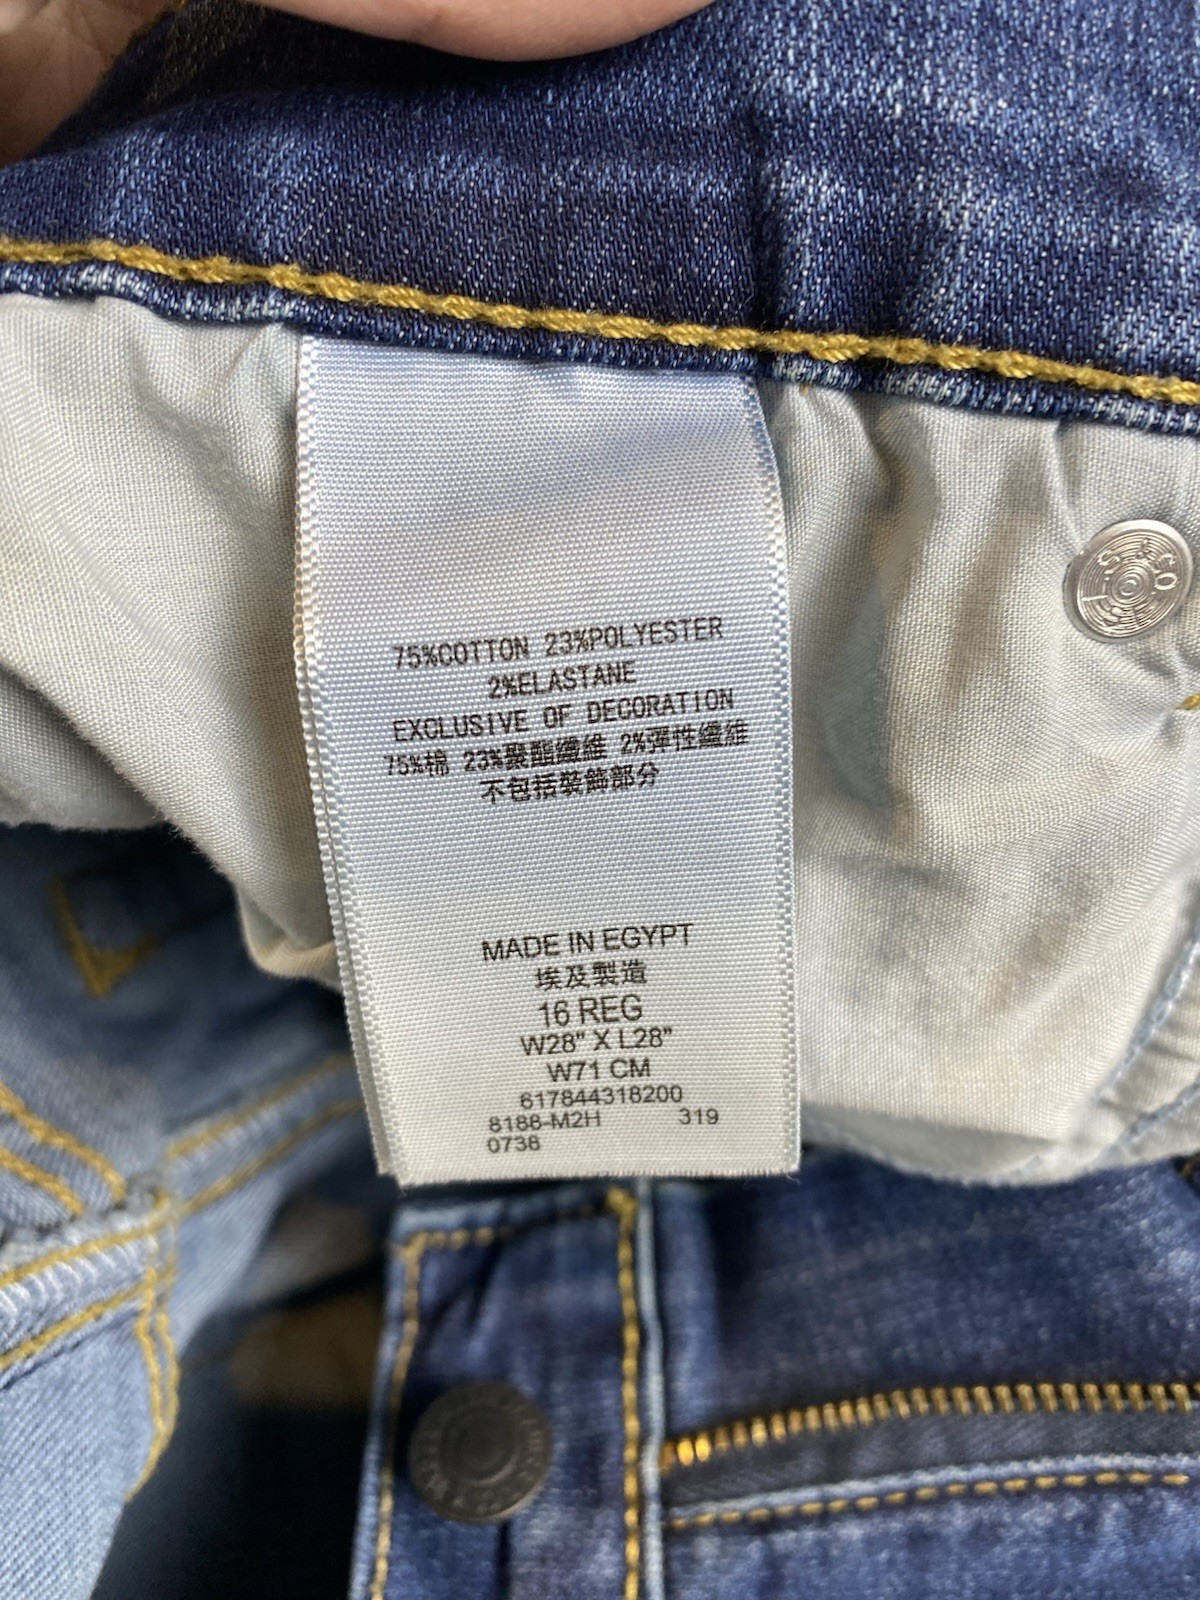 75%COTTON 23%POLYESTER
2%ELASTANE
EXCLUSIVE OF DECORATION
75%棉 23%聚酯纖維 2%彈性纖維
不包括裝飾部分
MADE IN EGYPT
埃及製造
16 REG
W28" X L28"
W71 CM
617844318200
8188-M2H 319
0738
L.S. & CO